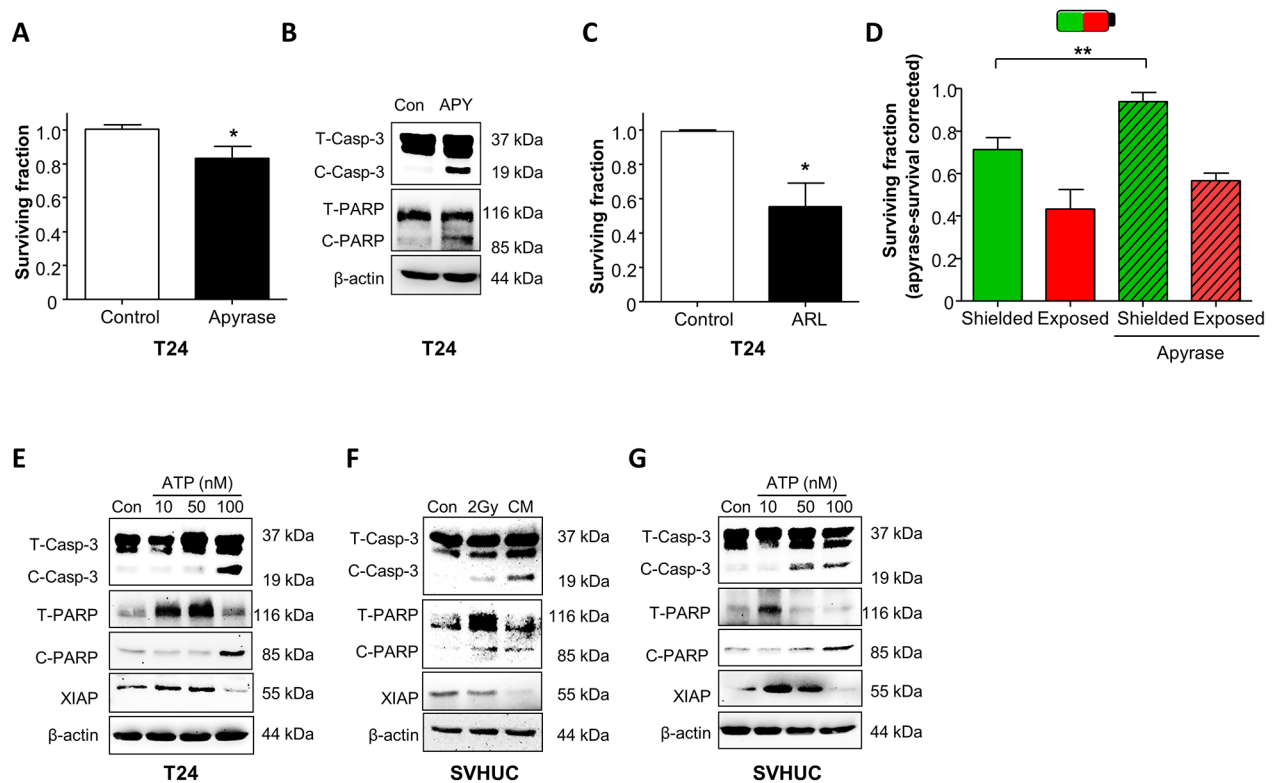 A
Surviving fraction
1.0
0.8
0.6
0.4
0.2
0
*
Control Apyrase
T24
B
Con APY
T-Casp-3 37 kDa
C-Casp-3 19 kDa
T-PARP 116 kDa
C-PARP 85 kDa
β-actin 44 kDa
T24
C
Surviving fraction
1.0
0.8
0.6
0.4
0.2
0
*
Control ARL
T24
D
Surviving fraction
(apyrase-survival corrected)
**
1.0
0.8
0.6
0.4
0.2
0
Shielded Exposed Shielded Exposed
Apyrase
E
ATP (nM)
Con 10 50 100
T-Casp-3 37 kDa
C-Casp-3 19 kDa
T-PARP 116 kDa
C-PARP 85 kDa
XIAP 55 kDa
β-actin 44 kDa
T24
F
Con 2Gy CM
T-Casp-3 37 kDa
C-Casp-3 19 kDa
T-PARP 116 kDa
C-PARP 85 kDa
XIAP 55 kDa
β-actin 44 kDa
SVHUC
G
ATP (nM)
Con 10 50 100
T-Casp-3 37 kDa
C-Casp-3 19 kDa
T-PARP 116 kDa
C-PARP 85 kDa
XIAP 55 kDa
β-actin 44 kDa
SVHUC